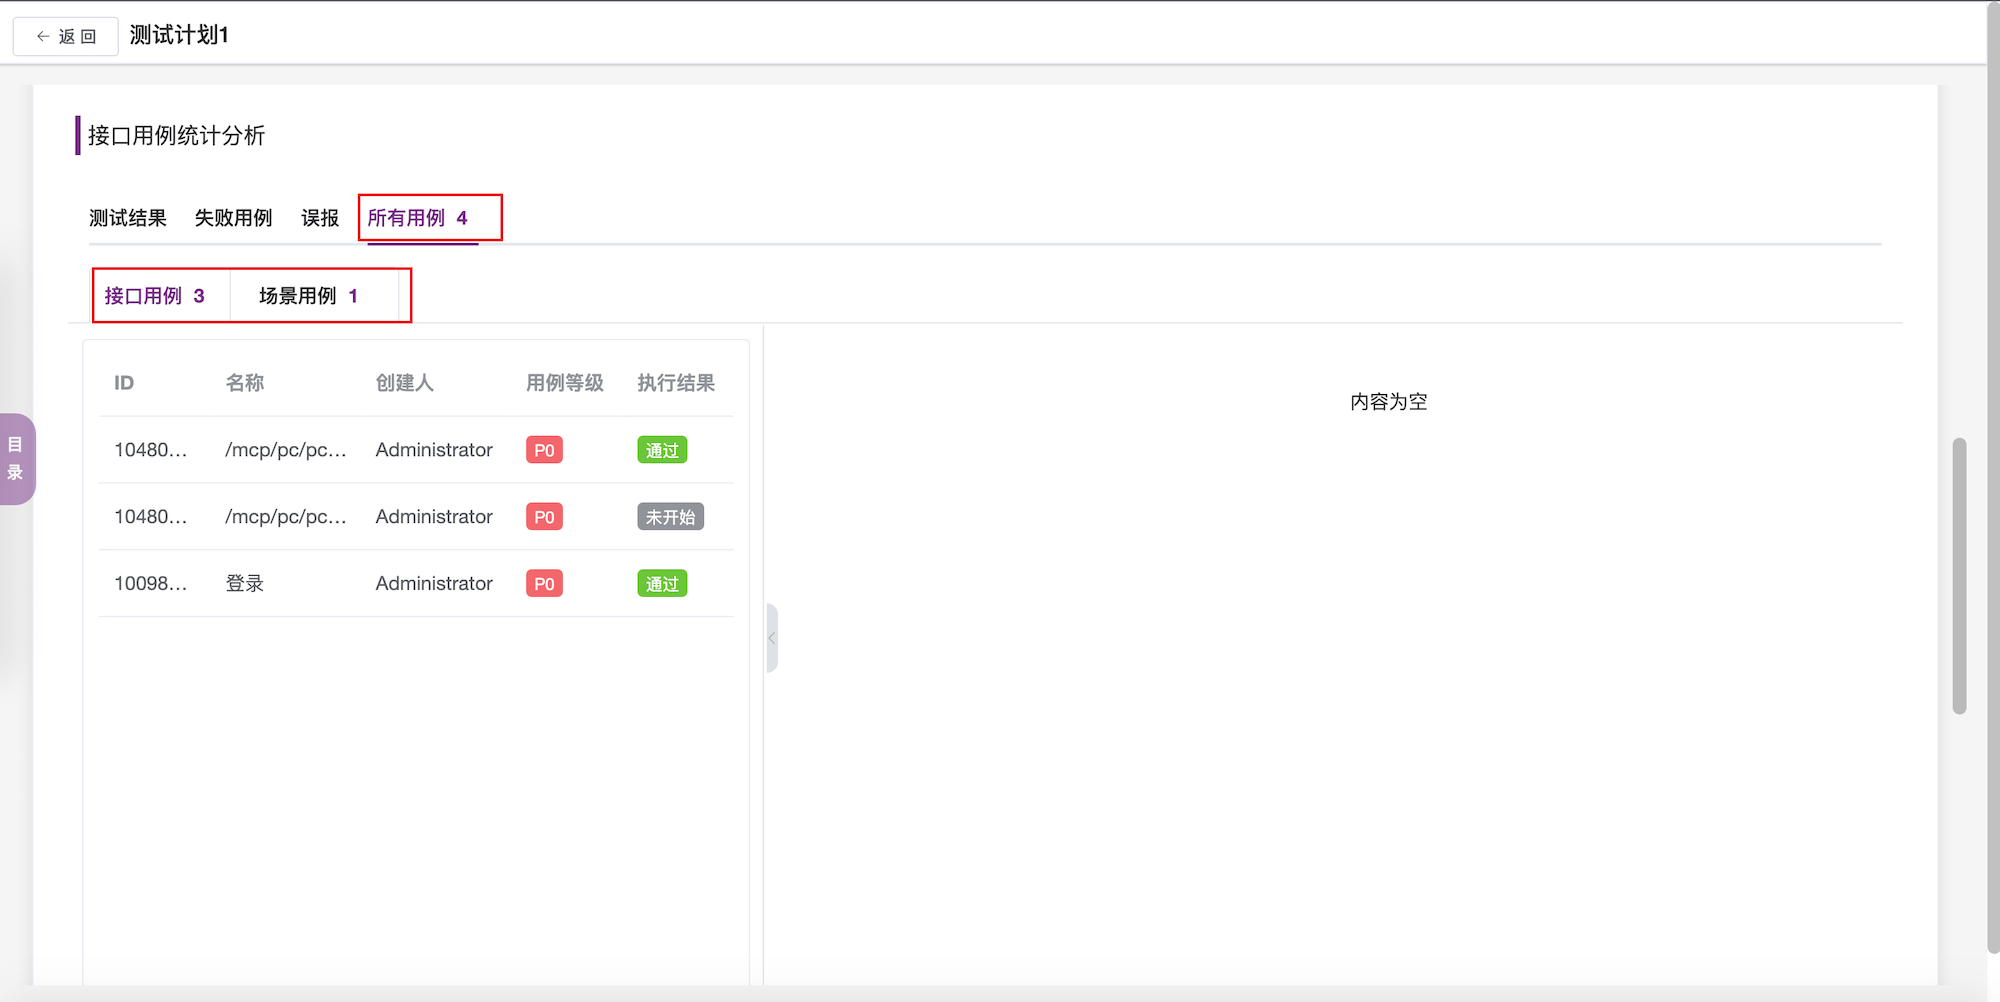 ← 返 回 测试计划1
接口用例统计分析
测试结果 失败用例 误报 所有用例 4
接口用例 3 场景用例 1
ID 名称 创建人 用例等级 执行结果
内容为空
10480... /mcp/pc/pc... Administrator P0 通过
目录
10480... /mcp/pc/pc... Administrator P0 未开始
10098... 登录 Administrator P0 通过